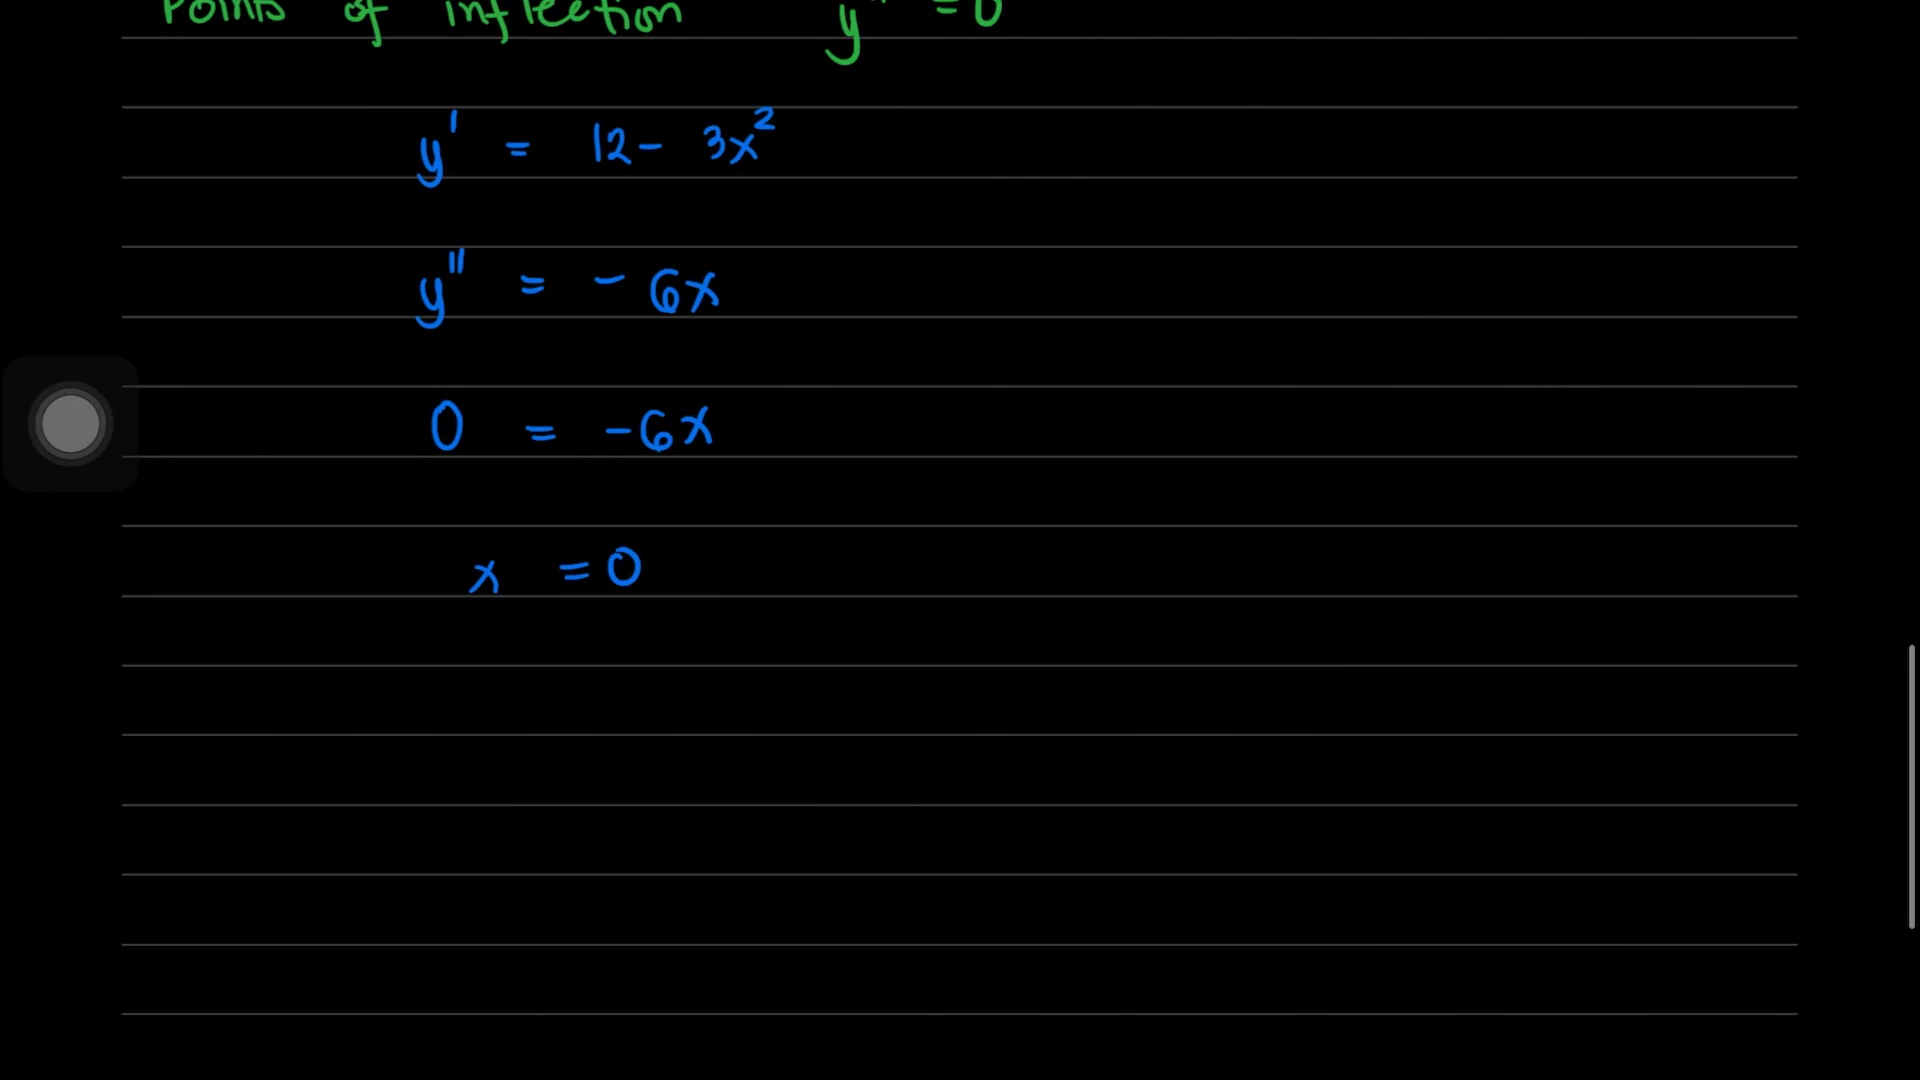 Points of inflection y'' = 0
y' = 12 - 3x²
y'' = - 6x
0 = -6x
x = 0